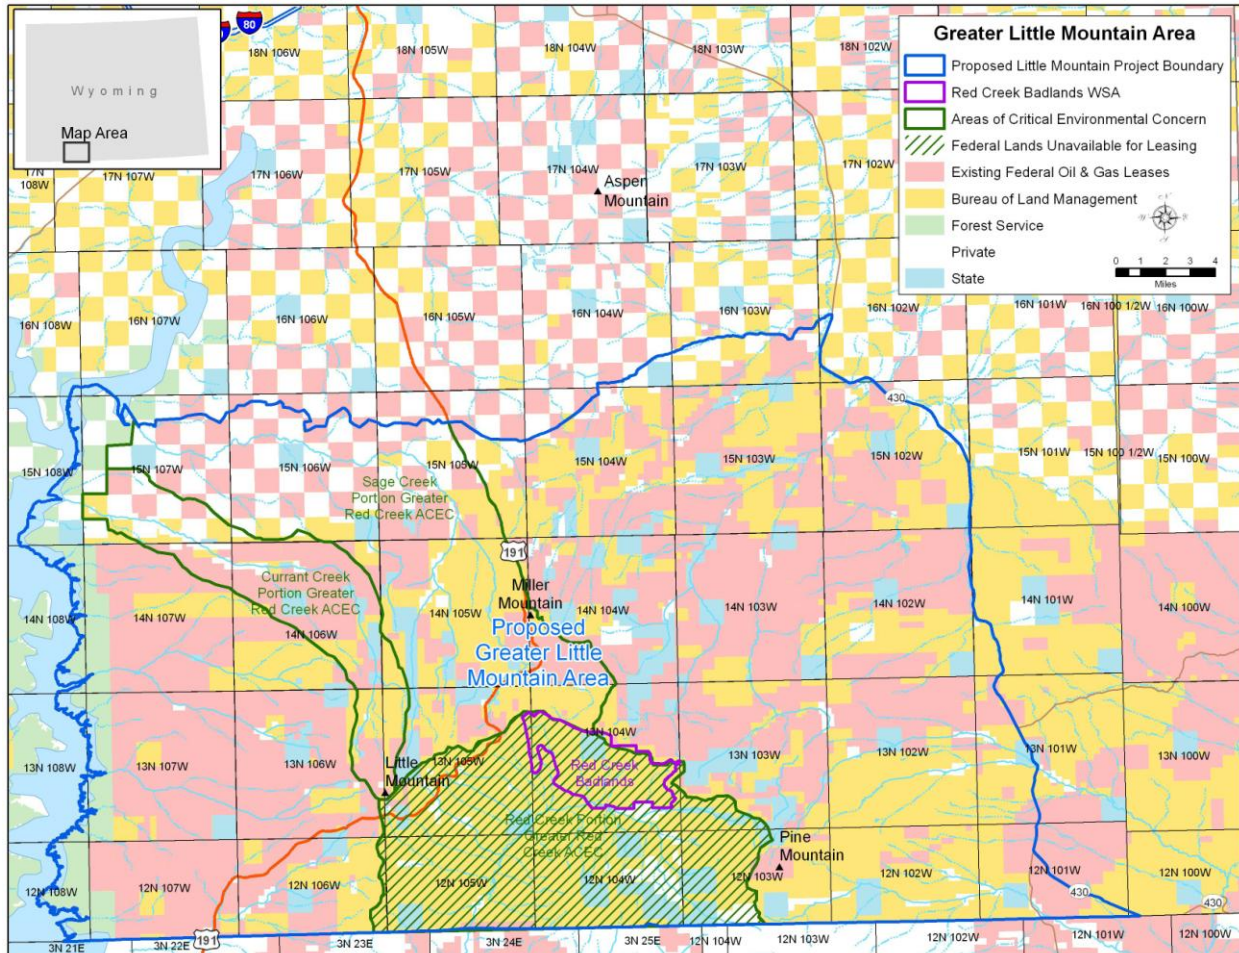 80
Wyoming
Map Area
Greater Little Mountain Area
Proposed Little Mountain Project Boundary
Red Creek Badlands WSA
Areas of Critical Environmental Concern
Federal Lands Unavailable for Leasing
Existing Federal Oil & Gas Leases
Bureau of Land Management
Forest Service
Private
State
0 1 2 3 4
Miles
18N 106W
18N 105W
18N 104W
18N 103W
18N 102W
17N
108W
17N 107W
17N 106W
17N 105W
17N 104W
17N 103W
17N 102W
Aspen
Mountain
16N 108W
16N 107W
16N 106W
16N 105W
16N 104W
16N 103W
16N 102W
16N 101W
16N 100 1/2W
16N 100W
430
15N 108W
15N 107W
15N 106W
15N 105W
15N 104W
15N 103W
15N 102W
15N 101W
15N 100 1/2W
15N 100W
Sage Creek
Portion Greater
Red Creek ACEC
191
Currant Creek
Portion Greater
Red Creek ACEC
Miller
Mountain
14N 108W
14N 107W
14N 106W
14N 105W
14N 104W
14N 103W
14N 102W
14N 101W
14N 100W
Proposed
Greater Little
Mountain Area
13N 108W
13N 107W
13N 106W
13N 105W
13N 104W
13N 103W
13N 102W
13N 101W
13N 100W
Little
Mountain
Red Creek
Badlands
Red Creek Portion
Greater Red
Creek ACEC
Pine
Mountain
12N 108W
12N 107W
12N 106W
12N 105W
12N 104W
12N 103W
12N 102W
12N 101W
12N 100W
430
430
191
3N 21E
3N 22E
3N 23E
3N 24E
3N 25E
12N 104W
12N 103W
12N 102W
12N 101W
12N 100W